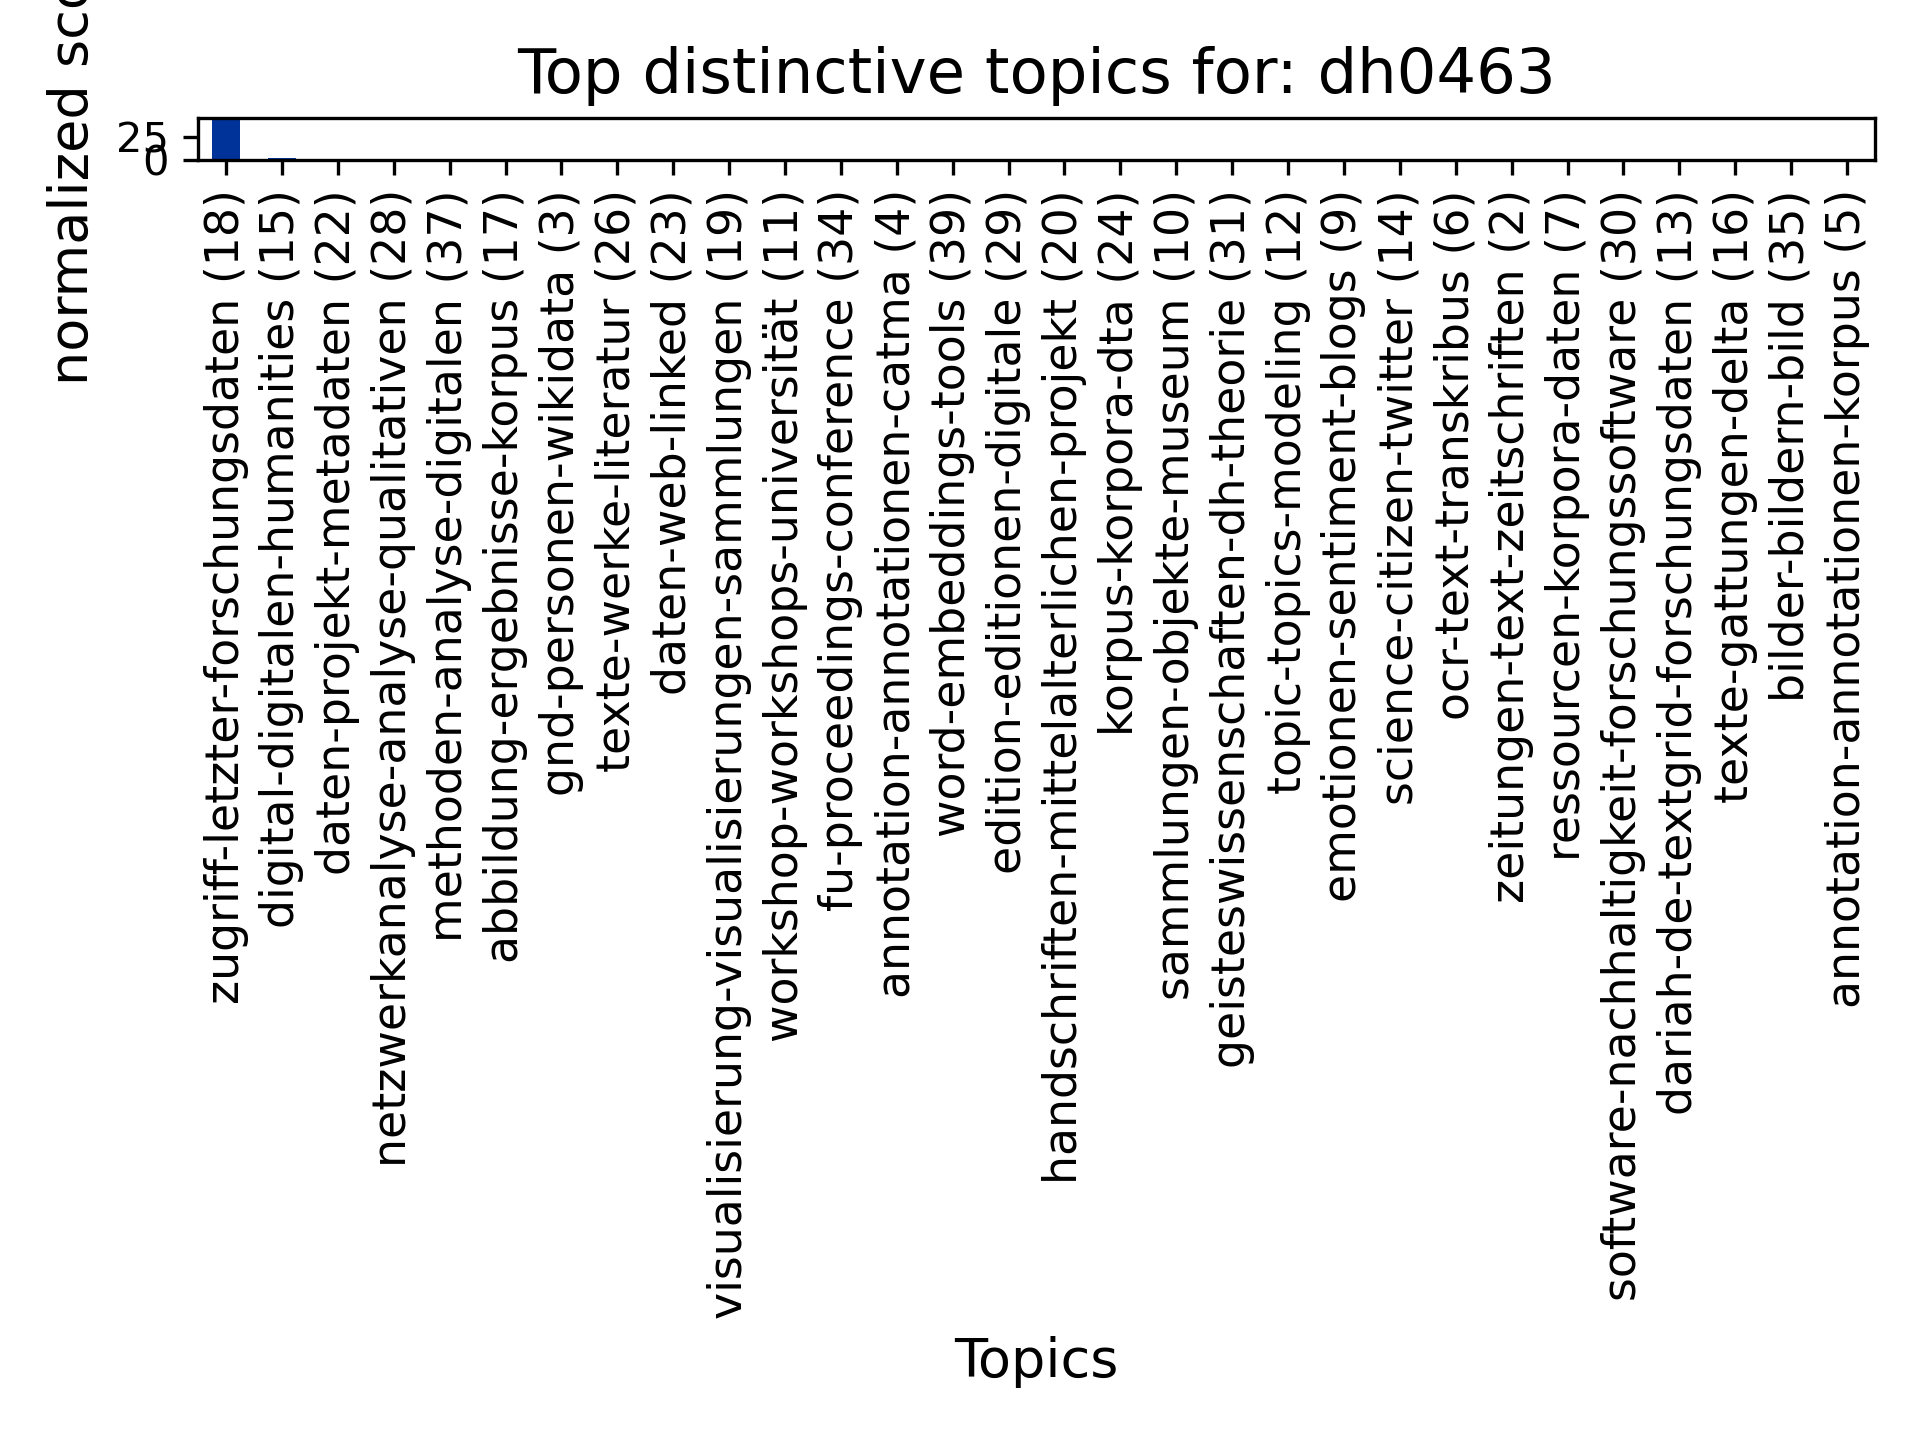 Top distinctive topics for: dh0463
normalized
25
0
zugriff-letzter-forschungsdaten (18)
digital-digitalen-humanities (15)
daten-projekt-metadaten (22)
netzwerkanalyse-analyse-qualitativen (28)
methoden-analyse-digitalen (37)
abbildung-ergebnisse-korpus (17)
gnd-personen-wikidata (3)
texte-werke-literatur (26)
daten-web-linked (23)
visualisierung-visualisierungen-sammlungen (19)
workshop-workshops-universität (11)
fu-proceedings-conference (34)
annotation-annotationen-catma (4)
word-embeddings-tools (39)
edition-editionen-digitale (29)
handschriften-mittelalterlichen-projekt (20)
korpus-korpora-dta (24)
sammlungen-objekte-museum (10)
geisteswissenschaften-dh-theorie (31)
topic-topics-modeling (12)
emotionen-sentiment-blogs (9)
science-citizen-twitter (14)
ocr-text-transkribus (6)
zeitungen-text-zeitschriften (2)
ressourcen-korpora-daten (7)
software-nachhaltigkeit-forschungssoftware (30)
dariah-de-textgrid-forschungsdaten (13)
texte-gattungen-delta (16)
bilder-bildern-bild (35)
annotation-annotationen-korpus (5)
Topics